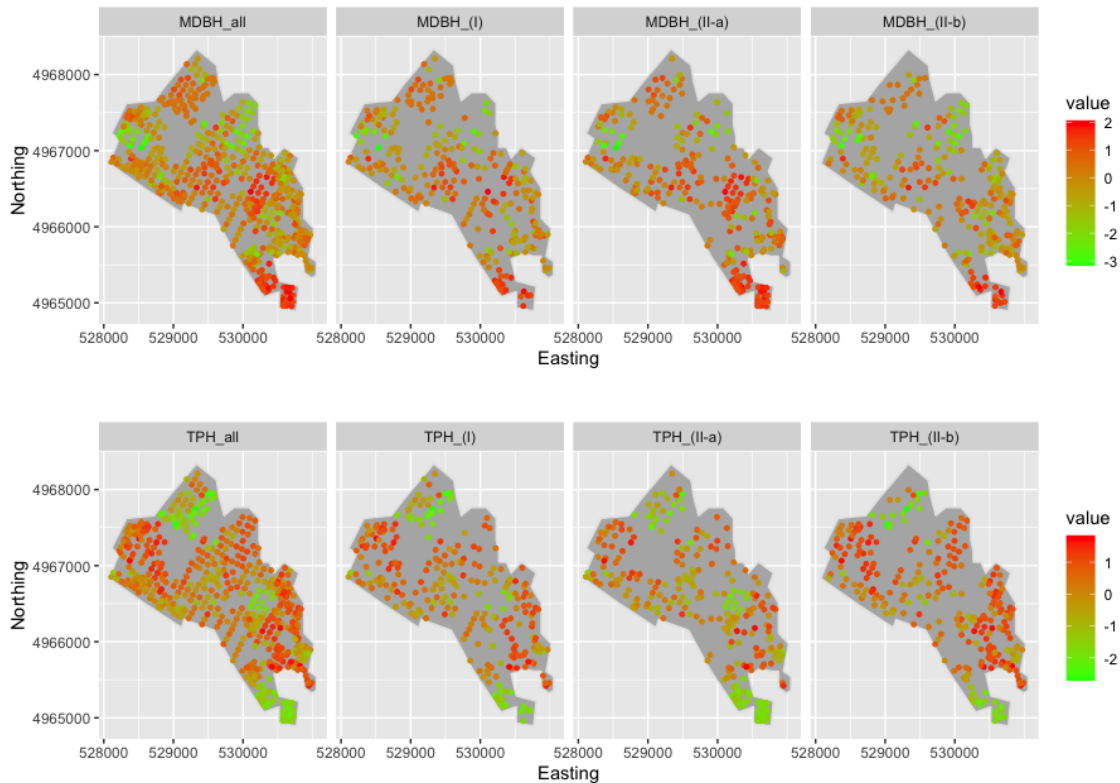 MDBH_all MDBH_(I) MDBH_(II-a) MDBH_(II-b)
4968000
4967000
4966000
4965000
Northing
528000 529000 530000 528000 529000 530000 528000 529000 530000 528000 529000 530000
Easting
value
2
1
0
-1
-2
-3
TPH_all TPH_(I) TPH_(II-a) TPH_(II-b)
4968000
4967000
4966000
4965000
Northing
528000 529000 530000 528000 529000 530000 528000 529000 530000 528000 529000 530000
Easting
value
1
0
-1
-2